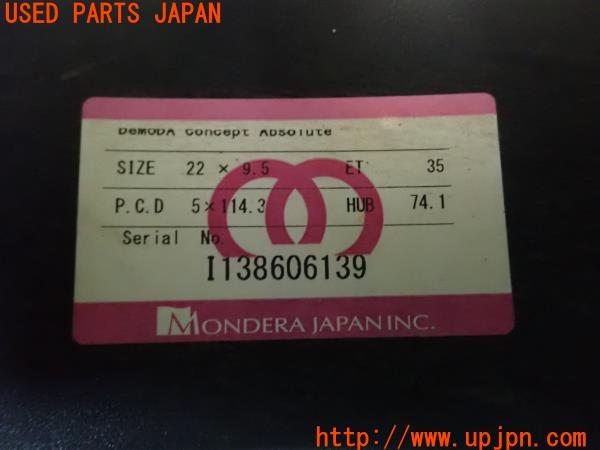 USED PARTS JAPAN
DeMODA Concept Absolute
SIZE 22 × 9.5 ET 35
P.C.D 5×114.3 HUB 74.1
Serial No.
I138606139
MONDERA JAPAN INC.
http://
www.upjpn.com